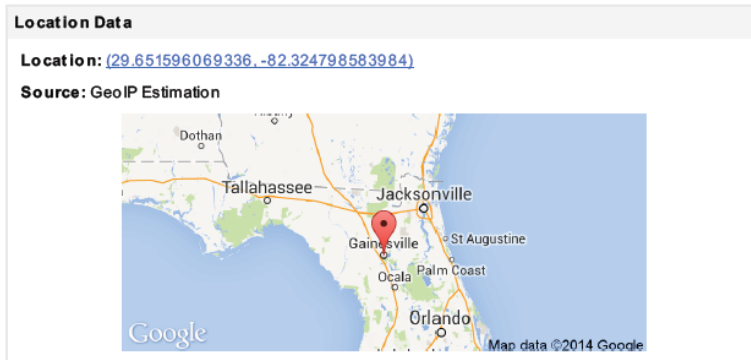 Location Data
Location: (29.651596069336, -82.324798583984)
Source: GeoIP Estimation
Dothan
Tallahassee
Jacksonville
Gainesville
St Augustine
Ocala
Palm Coast
Orlando
Google
Map data ©2014 Google